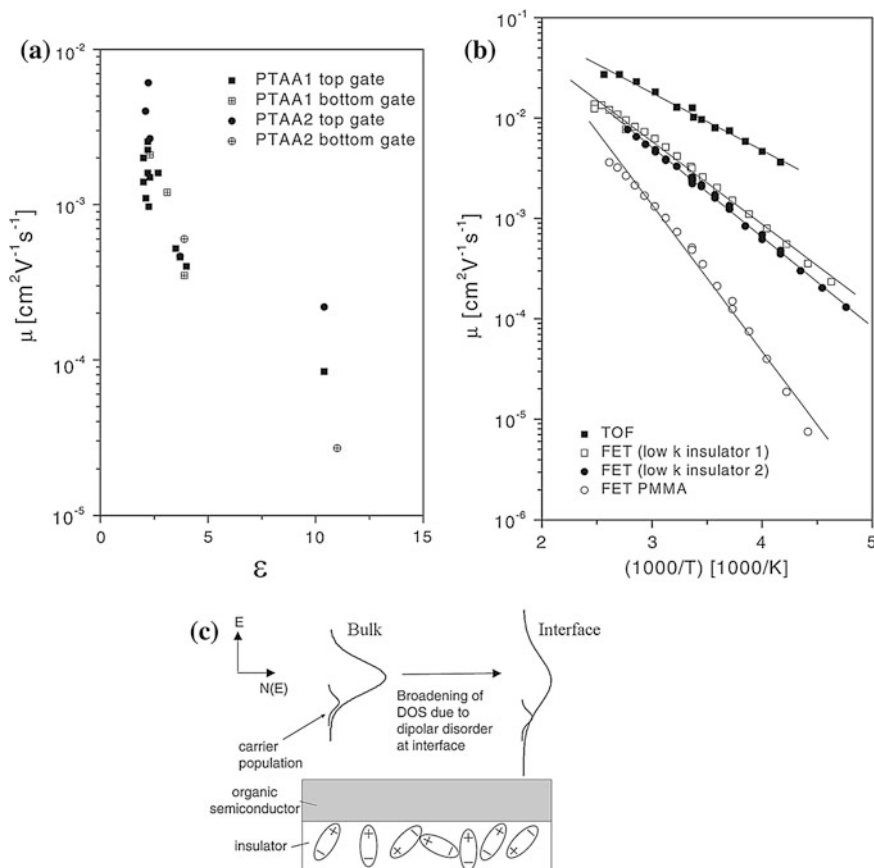 (a)
10^-2
10^-3
10^-4
10^-5
μ [cm²V⁻¹s⁻¹]
■ PTAA1 top gate
⊞ PTAA1 bottom gate
● PTAA2 top gate
⊕ PTAA2 bottom gate
0 5 10 15
ε
(b)
10^-1
10^-2
10^-3
10^-4
10^-5
10^-6
μ [cm²V⁻¹s⁻¹]
■ TOF
□ FET (low k insulator 1)
● FET (low k insulator 2)
○ FET PMMA
2 3 4 5
(1000/T) [1000/K]
(c)
E
N(E)
Bulk
Interface
Broadening of
DOS due to
dipolar disorder
at interface
carrier
population
organic
semiconductor
insulator